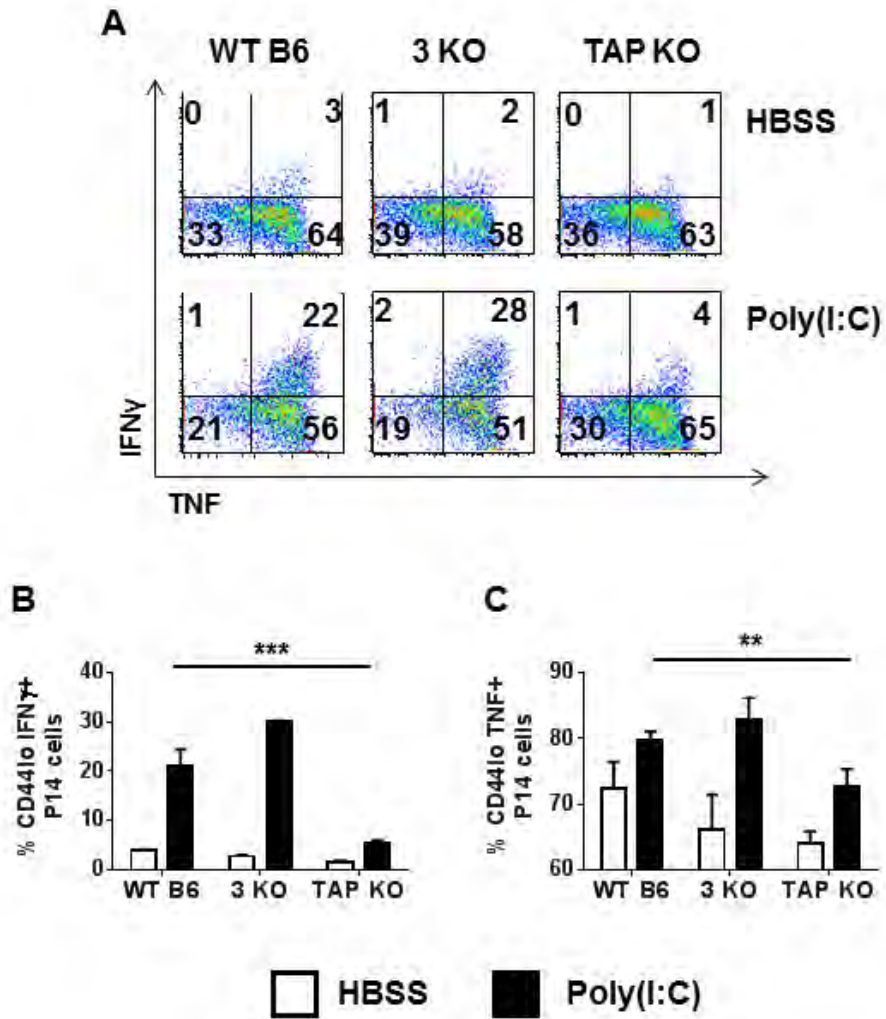 A
WT B6 3 KO TAP KO
0 3 1 2 0 1 HBSS
33 64 39 58 36 63
1 22 2 28 1 4 Poly(I:C)
21 56 19 51 30 65
IFNγ
TNF
B
***
% CD44lo IFNγ+
P14 cells
40
30
20
10
0
WT B6 3 KO TAP KO
C
**
% CD44lo TNF+
P14 cells
90
80
70
60
WT B6 3 KO TAP KO
HBSS Poly(I:C)